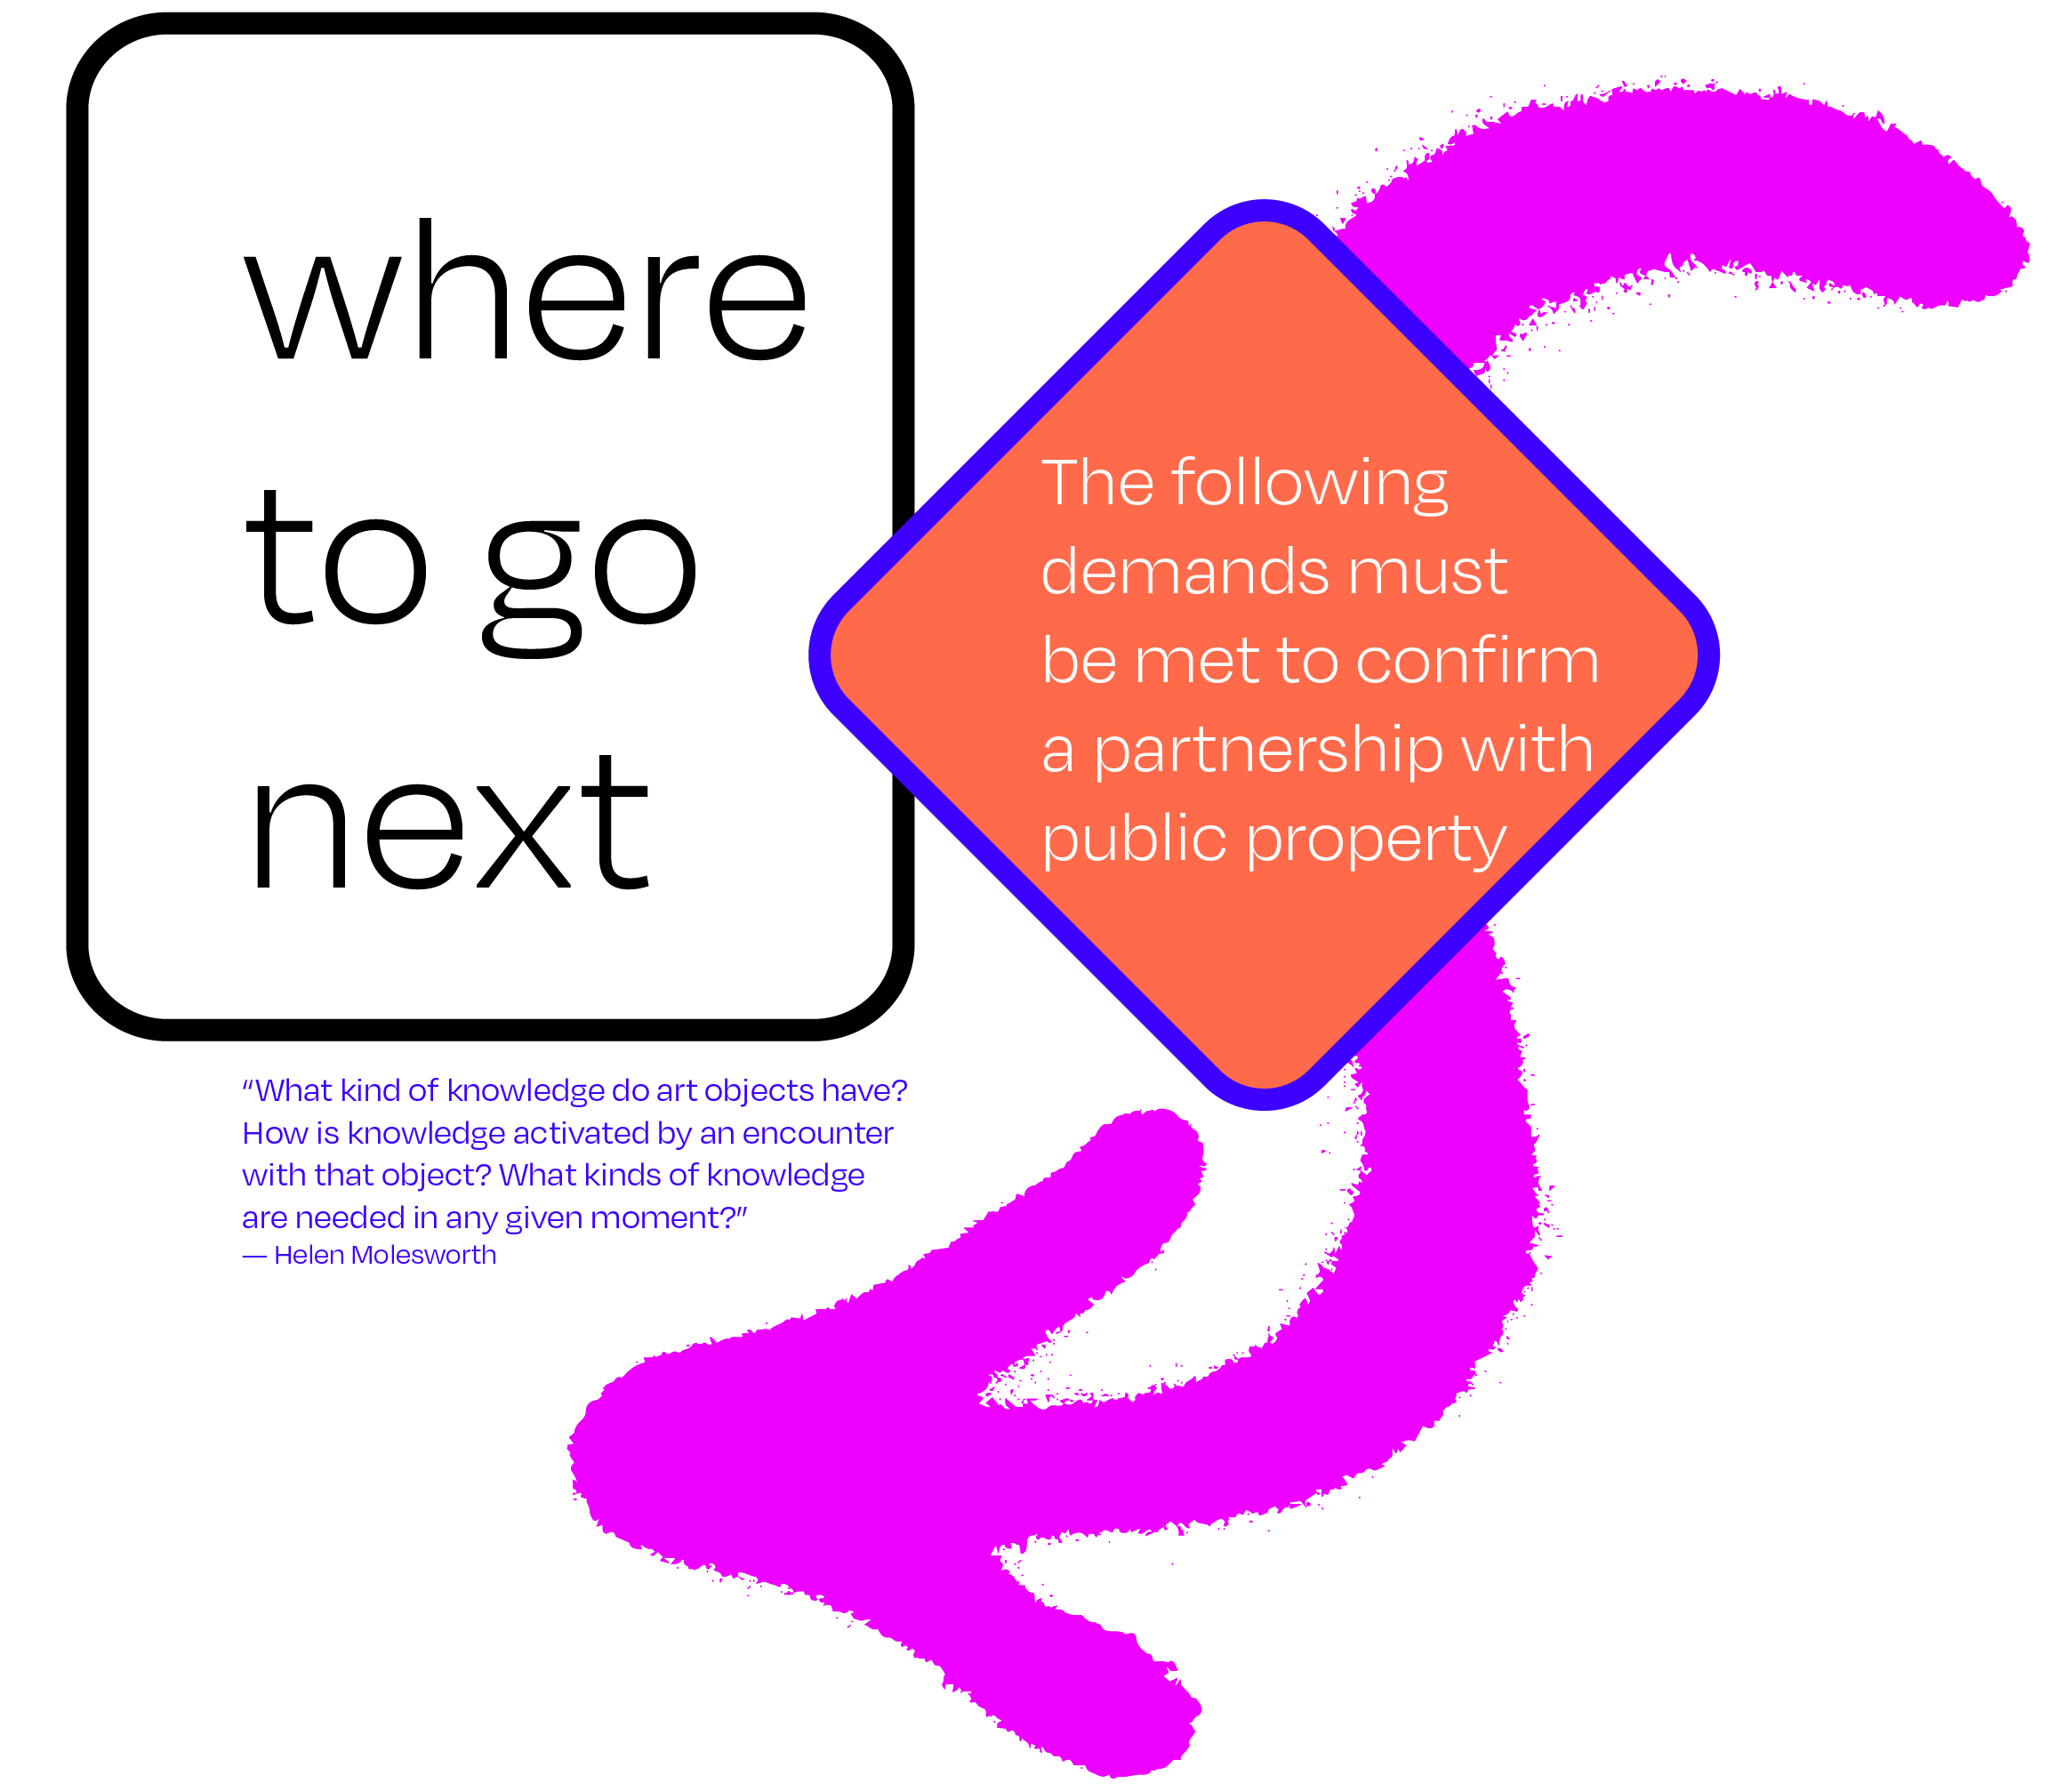 where
to go
next
The following
demands must
be met to confirm
a partnership with
public property
“What kind of knowledge do art objects have?
How is knowledge activated by an encounter
with that object? What kinds of knowledge
are needed in any given moment?”
— Helen Molesworth